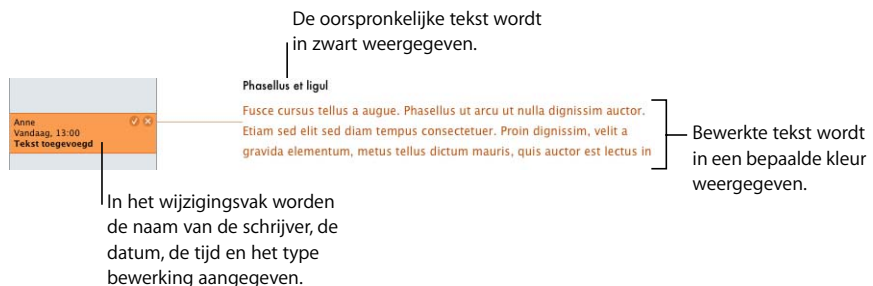 De oorspronkelijke tekst wordt
in zwart weergegeven.
Phasellus et ligul
Fusce cursus tellus a augue. Phasellus ut arcu ut nulla dignissim auctor.
Etiam sed elit sed diam tempus consectetuer. Proin dignissim, velit a
gravida elementum, metus tellus dictum mauris, quis auctor est lectus in
Anne
Vandaag, 13:00
Tekst toegevoegd
Bewerkte tekst wordt
in een bepaalde kleur
weergegeven.
In het wijzigingsvak worden
de naam van de schrijver, de
datum, de tijd en het type
bewerking aangegeven.